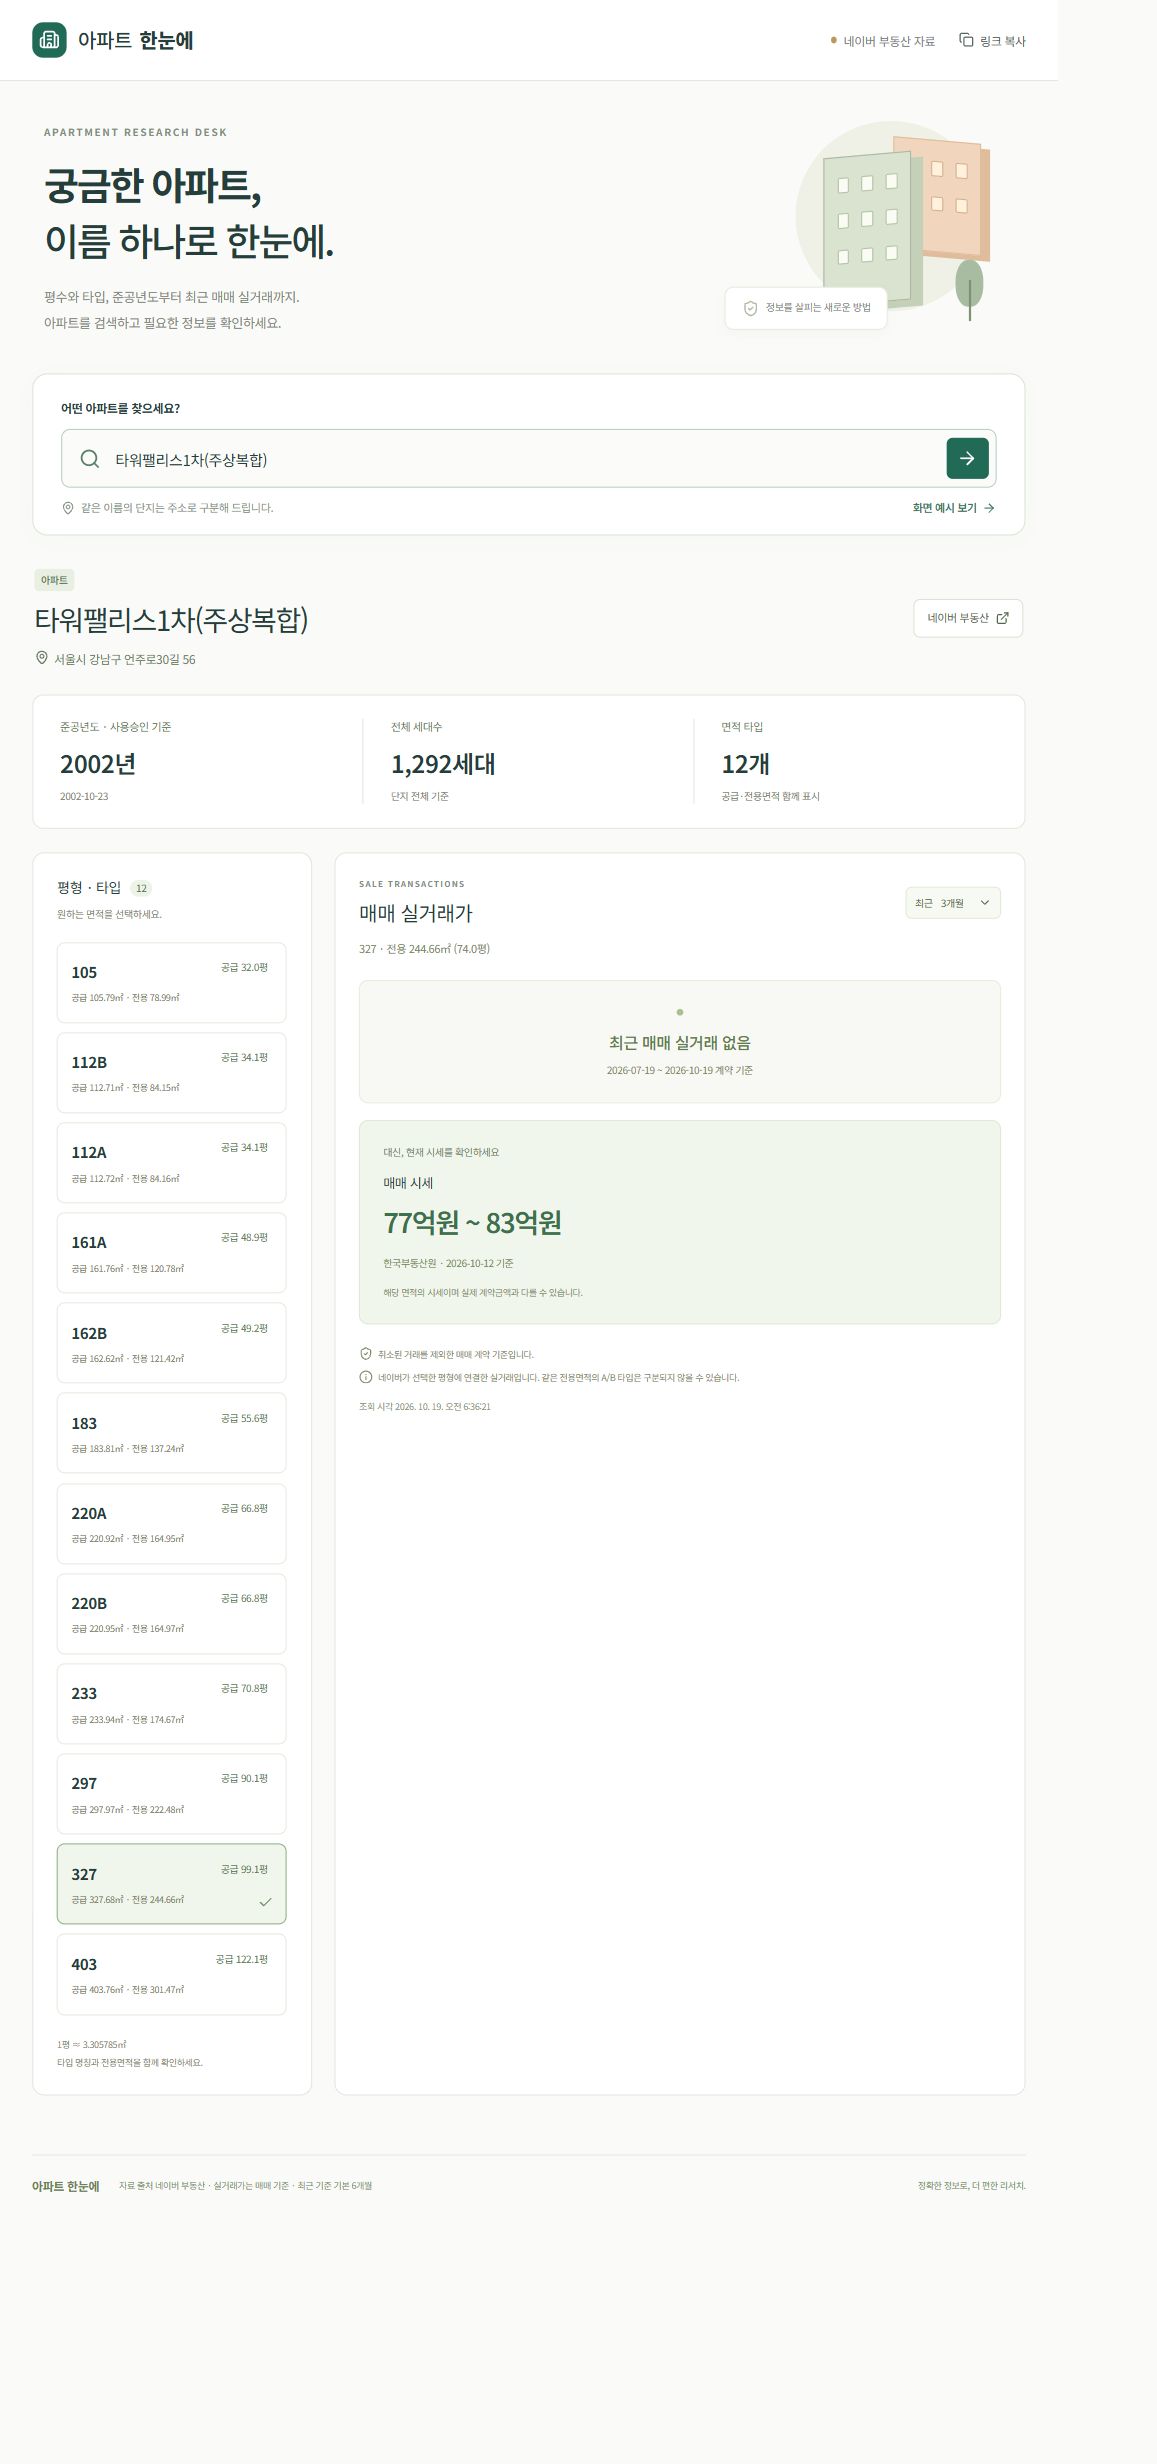 아파트 한눈에
네이버 부동산 자료
링크 복사
APARTMENT RESEARCH DESK
궁금한 아파트,
이름 하나로 한눈에.
평수와 타입, 준공년도부터 최근 매매 실거래까지.
아파트를 검색하고 필요한 정보를 확인하세요.
정보를 살피는 새로운 방법
어떤 아파트를 찾으세요?
타워팰리스1차(주상복합)
같은 이름의 단지는 주소로 구분해 드립니다.
화면 예시 보기
아파트
타워팰리스1차(주상복합)
네이버 부동산
서울시 강남구 언주로30길 56
준공년도 · 사용승인 기준
2002년
2002-10-23
전체 세대수
1,292세대
단지 전체 기준
면적 타입
12개
공급·전용면적 함께 표시
평형 · 타입 12
원하는 면적을 선택하세요.
105 공급 32.0평
공급 105.79㎡ · 전용 78.99㎡
112B 공급 34.1평
공급 112.71㎡ · 전용 84.15㎡
112A 공급 34.1평
공급 112.72㎡ · 전용 84.16㎡
161A 공급 48.9평
공급 161.76㎡ · 전용 120.78㎡
162B 공급 49.2평
공급 162.62㎡ · 전용 121.42㎡
183 공급 55.6평
공급 183.81㎡ · 전용 137.24㎡
220A 공급 66.8평
공급 220.92㎡ · 전용 164.95㎡
220B 공급 66.8평
공급 220.95㎡ · 전용 164.97㎡
233 공급 70.8평
공급 233.94㎡ · 전용 174.67㎡
297 공급 90.1평
공급 297.97㎡ · 전용 222.48㎡
327 공급 99.1평
공급 327.68㎡ · 전용 244.66㎡
403 공급 122.1평
공급 403.76㎡ · 전용 301.47㎡
1평 ≈ 3.305785㎡
타입 명칭과 전용면적을 함께 확인하세요.
SALE TRANSACTIONS
매매 실거래가
최근 3개월
327 · 전용 244.66㎡ (74.0평)
최근 매매 실거래 없음
2026-07-19 ~ 2026-10-19 계약 기준
대신, 현재 시세를 확인하세요
매매 시세
77억원 ~ 83억원
한국부동산원 · 2026-10-12 기준
해당 면적의 시세이며 실제 계약금액과 다를 수 있습니다.
취소된 거래를 제외한 매매 계약 기준입니다.
네이버가 선택한 평형에 연결한 실거래입니다. 같은 전용면적의 A/B 타입은 구분되지 않을 수 있습니다.
조회 시각 2026. 10. 19. 오전 6:36:21
아파트 한눈에
자료 출처 네이버 부동산 · 실거래가는 매매 기준 · 최근 기준 기본 6개월
정확한 정보로, 더 편한 리서치.